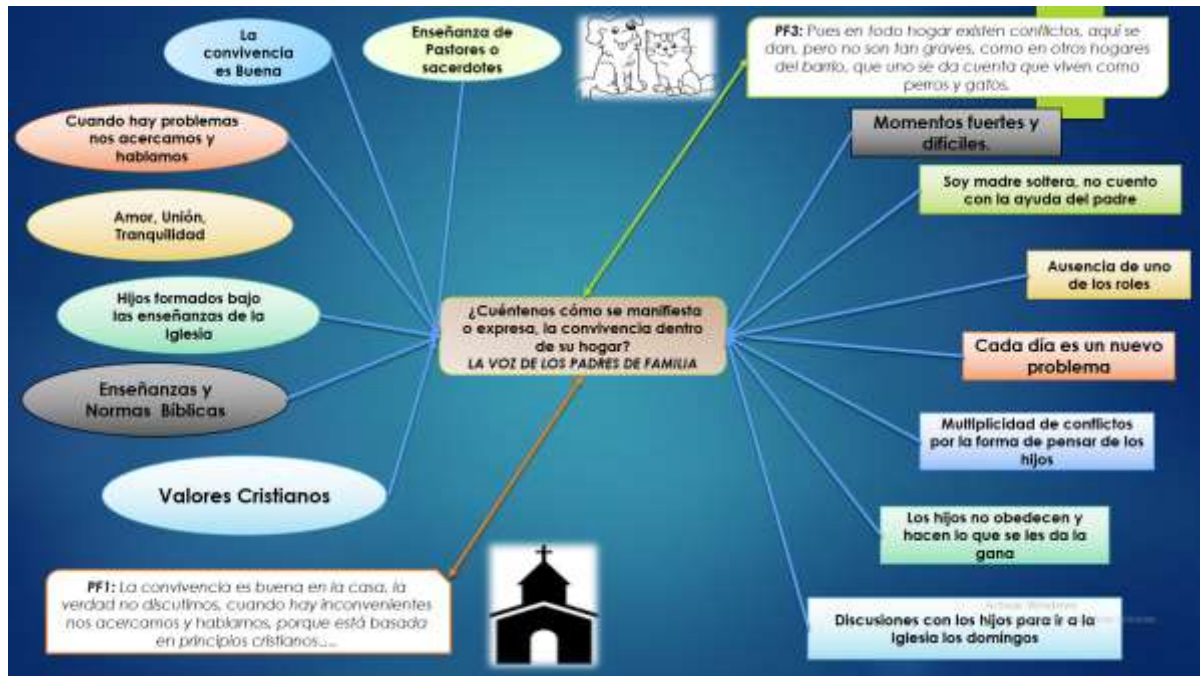 La
convivencia
es Buena
Enseñanza de
Pastores o
sacerdotes
PF3: Pues en todo hogar existen conflictos, aquí se
dan, pero no son tan graves, como en otros hogares
del barrio, que uno se da cuenta que viven como
perros y gatos.
Cuando hay problemas
nos acercamos y
hablamos
Momentos fuertes y
difíciles.
Soy madre soltera, no cuento
con la ayuda del padre
Amor, Unión,
Tranquilidad
Ausencia de uno
de los roles
Hijos formados bajo
las enseñanzas de la
Iglesia
¿Cuéntenos cómo se manifiesta
o expresa, la convivencia dentro
de su hogar?
LA VOZ DE LOS PADRES DE FAMILIA
Cada día es un nuevo
problema
Enseñanzas y
Normas Bíblicas
Multiplicidad de conflictos
por la forma de pensar de los
hijos
Valores Cristianos
Los hijos no obedecen y
hacen lo que se les da la
gana
PF1: La convivencia es buena en la casa, la
verdad no discutimos, cuando hay inconvenientes
nos acercamos y hablamos, porque está basada
en principios cristianos....
Activar Windows
Discusiones con los hijos para ir a la
Iglesia los domingos